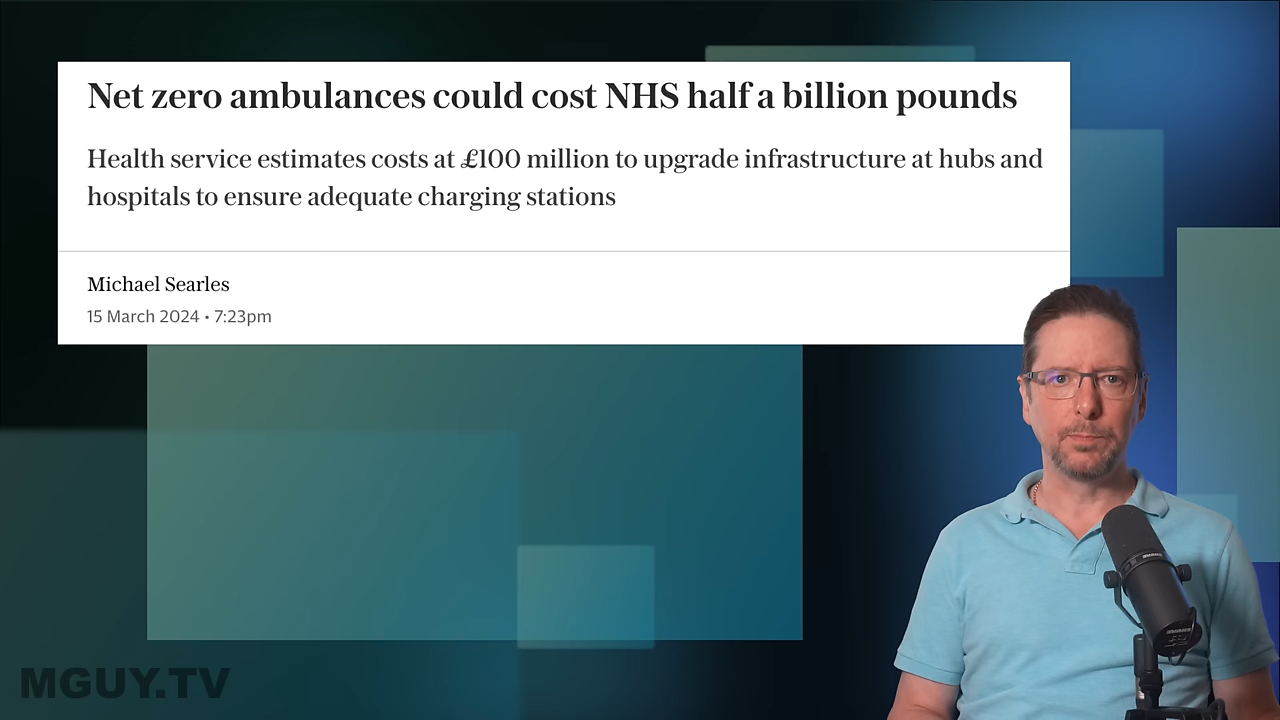 Net zero ambulances could cost NHS half a billion pounds
Health service estimates costs at £100 million to upgrade infrastructure at hubs and
hospitals to ensure adequate charging stations
Michael Searles
15 March 2024 • 7:23pm
MGUY.TV